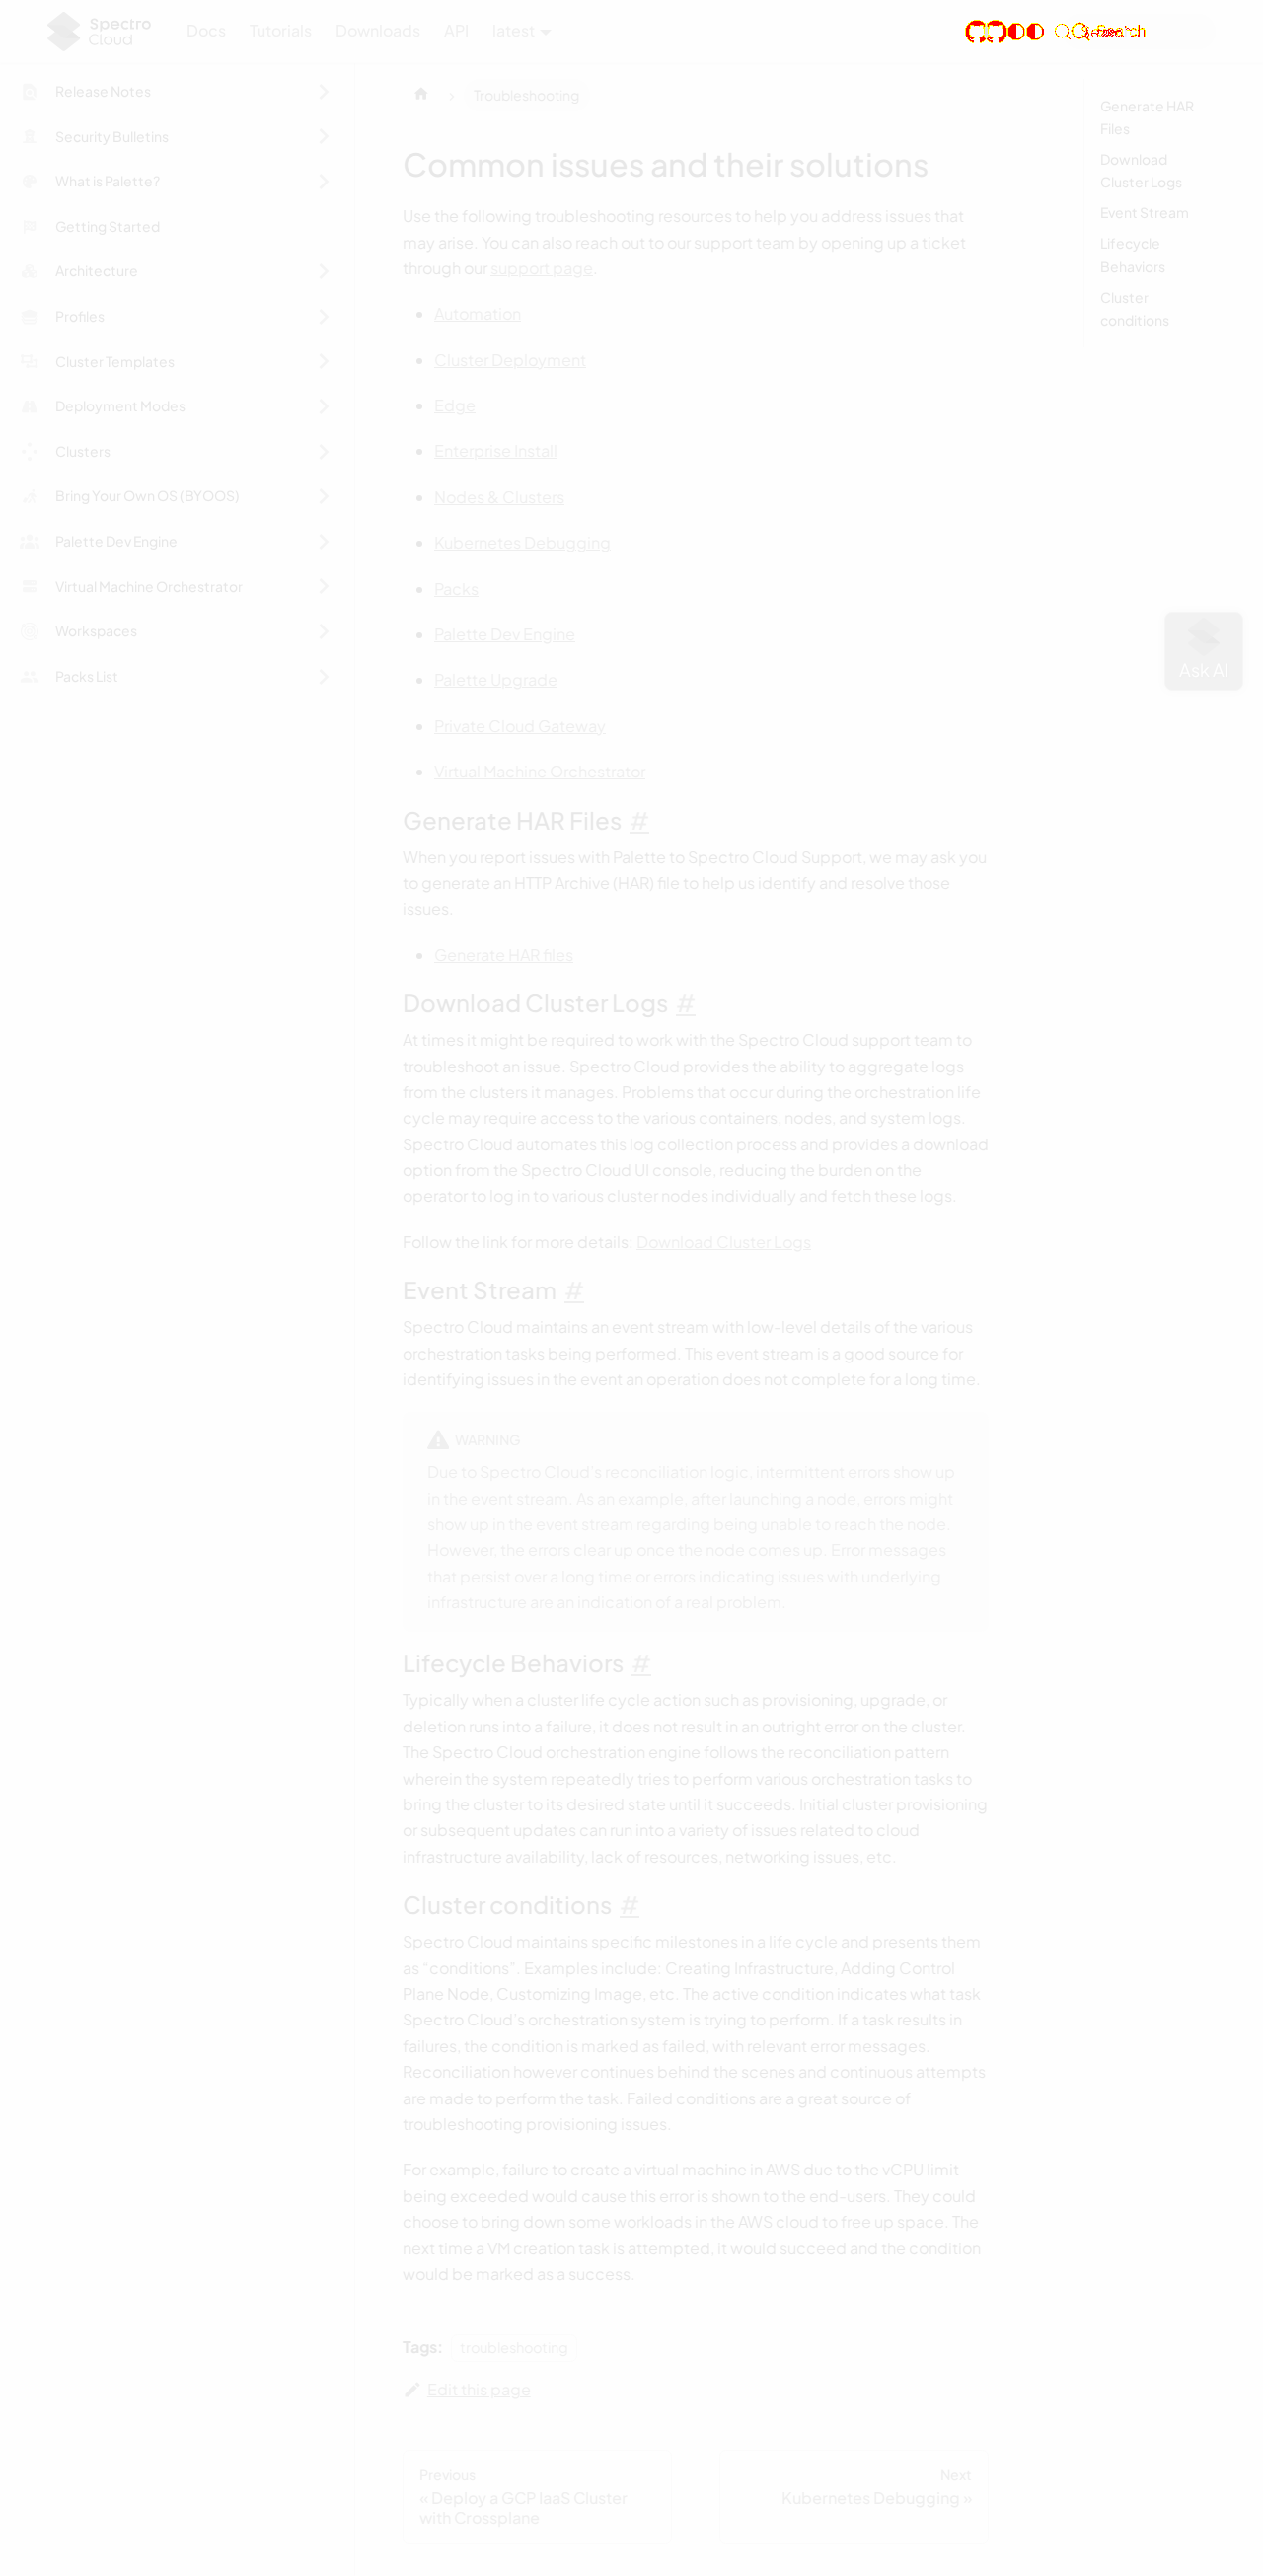 Spectro Cloud
Docs
Tutorials
Downloads
API
latest
Release Notes
Security Bulletins
What is Palette?
Getting Started
Architecture
Profiles
Cluster Templates
Deployment Modes
Clusters
Bring Your Own OS (BYOOS)
Palette Dev Engine
Virtual Machine Orchestrator
Workspaces
Packs List
Troubleshooting
Common issues and their solutions
Use the following troubleshooting resources to help you address issues that
may arise. You can also reach out to our support team by opening up a ticket
through our support page.
Automation
Cluster Deployment
Edge
Enterprise Install
Nodes & Clusters
Kubernetes Debugging
Packs
Palette Dev Engine
Palette Upgrade
Private Cloud Gateway
Virtual Machine Orchestrator
Generate HAR Files #
When you report issues with Palette to Spectro Cloud Support, we may ask you
to generate an HTTP Archive (HAR) file to help us identify and resolve those
issues.
Generate HAR files
Download Cluster Logs #
At times it might be required to work with the Spectro Cloud support team to
troubleshoot an issue. Spectro Cloud provides the ability to aggregate logs
from the clusters it manages. Problems that occur during the orchestration life
cycle may require access to the various containers, nodes, and system logs.
Spectro Cloud automates this log collection process and provides a download
option from the Spectro Cloud UI console, reducing the burden on the
operator to log in to various cluster nodes individually and fetch these logs.
Follow the link for more details: Download Cluster Logs
Event Stream #
Spectro Cloud maintains an event stream with low-level details of the various
orchestration tasks being performed. This event stream is a good source for
identifying issues in the event an operation does not complete for a long time.
WARNING
Due to Spectro Cloud's reconciliation logic, intermittent errors show up
in the event stream. As an example, after launching a node, errors might
show up in the event stream regarding being unable to reach the node.
However, the errors clear up once the node comes up. Error messages
that persist over a long time or errors indicating issues with underlying
infrastructure are an indication of a real problem.
Lifecycle Behaviors #
Typically when a cluster life cycle action such as provisioning, upgrade, or
deletion runs into a failure, it does not result in an outright error on the cluster.
The Spectro Cloud orchestration engine follows the reconciliation pattern
wherein the system repeatedly tries to perform various orchestration tasks to
bring the cluster to its desired state until it succeeds. Initial cluster provisioning
or subsequent updates can run into a variety of issues related to cloud
infrastructure availability, lack of resources, networking issues, etc.
Cluster conditions #
Spectro Cloud maintains specific milestones in a life cycle and presents them
as "conditions". Examples include: Creating Infrastructure, Adding Control
Plane Node, Customizing Image, etc. The active condition indicates what task
Spectro Cloud's orchestration system is trying to perform. If a task results in
failures, the condition is marked as failed, with relevant error messages.
Reconciliation however continues behind the scenes and continuous attempts
are made to perform the task. Failed conditions are a great source of
troubleshooting provisioning issues.
For example, failure to create a virtual machine in AWS due to the vCPU limit
being exceeded would cause this error is shown to the end-users. They could
choose to bring down some workloads in the AWS cloud to free up space. The
next time a VM creation task is attempted, it would succeed and the condition
would be marked as a success.
Tags: troubleshooting
Edit this page
Previous
« Deploy a GCP IaaS Cluster
with Crossplane
Next
Kubernetes Debugging »
Generate HAR
Files
Download
Cluster Logs
Event Stream
Lifecycle
Behaviors
Cluster
conditions
Ask AI